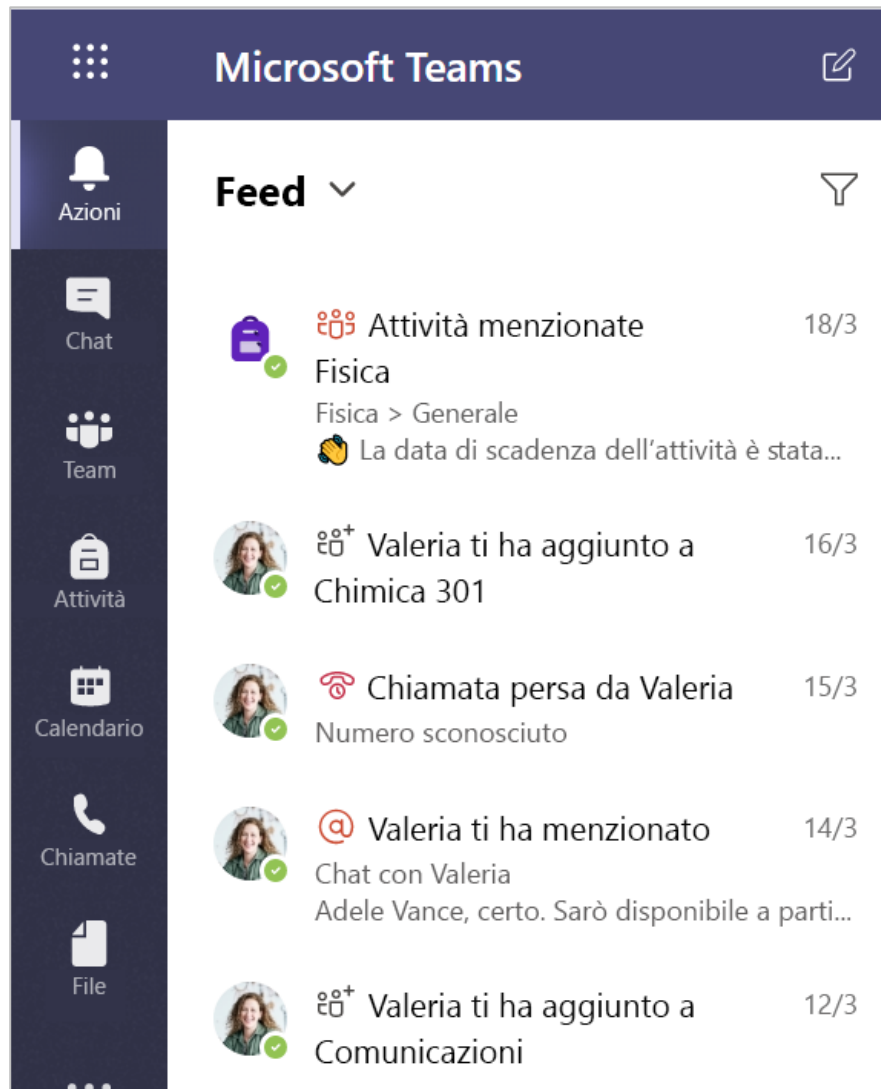 Microsoft Teams
Azioni
Chat
Team
Attività
Calendario
Chiamate
File
Feed
Attività menzionate 18/3
Fisica
Fisica > Generale
La data di scadenza dell’attività è stata...
Valeria ti ha aggiunto a 16/3
Chimica 301
Chiamata persa da Valeria 15/3
Numero sconosciuto
@ Valeria ti ha menzionato 14/3
Chat con Valeria
Adele Vance, certo. Sarò disponibile a parti...
Valeria ti ha aggiunto a 12/3
Comunicazioni